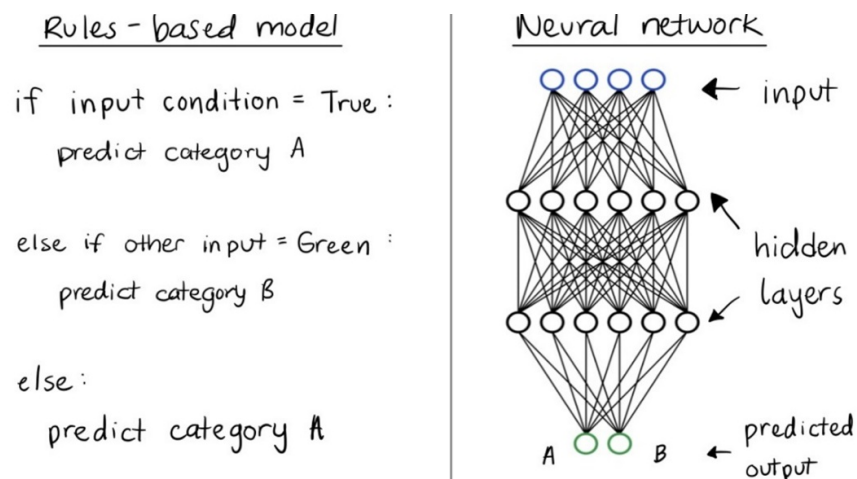 Rules-based model
if input condition = True:
predict category A
else if other input = Green:
predict category B
else:
predict category A
Neural network
input
hidden
layers
A
B
predicted
output